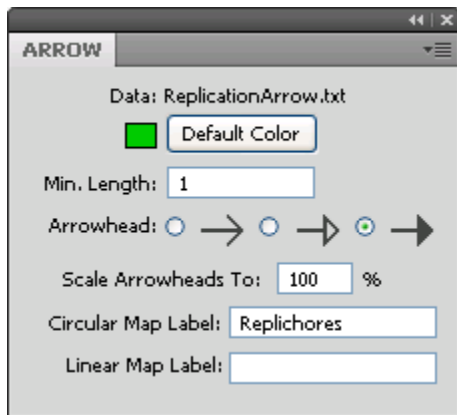 ARROW
Data: ReplicationArrow.txt
Default Color
Min. Length: 1
Arrowhead:
Scale Arrowheads To: 100 %
Circular Map Label: Replichores
Linear Map Label: